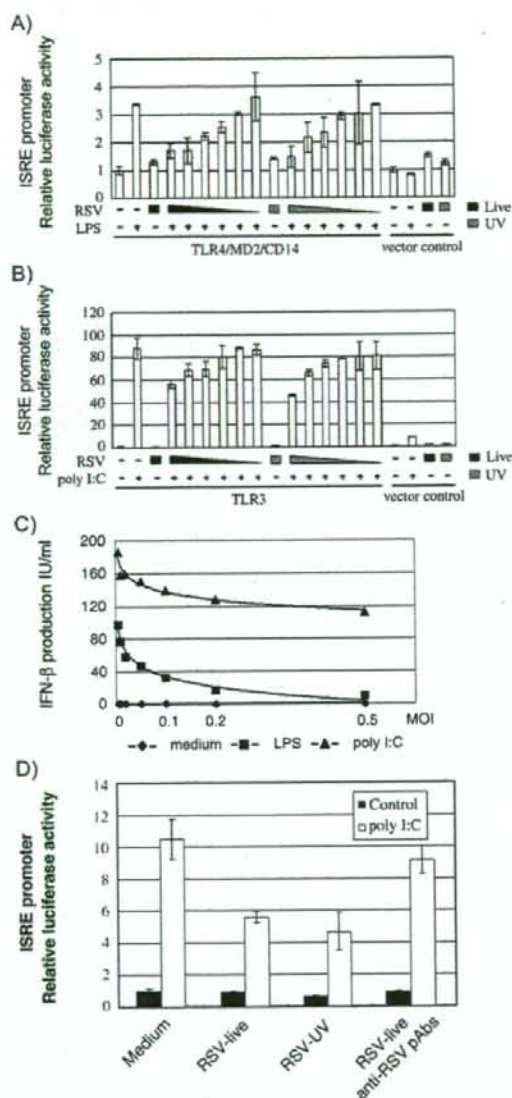 A)
ISRE promoter
Relative luciferase activity
5
4
3
2
1
0
RSV
LPS - + - + + + + + + - + + + + + + - + - -
Live
UV
TLR4/MD2/CD14 vector control
B)
ISRE promoter
Relative luciferase activity
120
100
80
60
40
20
0
RSV
poly I:C - + - + + + + + + - + + + + + + - + - -
Live
UV
TLR3 vector control
C)
IFN-β production IU/ml
200
160
120
80
40
0
0 0.1 0.2 0.5 MOI
medium LPS poly I:C
D)
ISRE promoter
Relative luciferase activity
14
12
10
8
6
4
2
0
Control
poly I:C
Medium
RSV-live
RSV-UV
RSV-live
anti-RSV pAbs